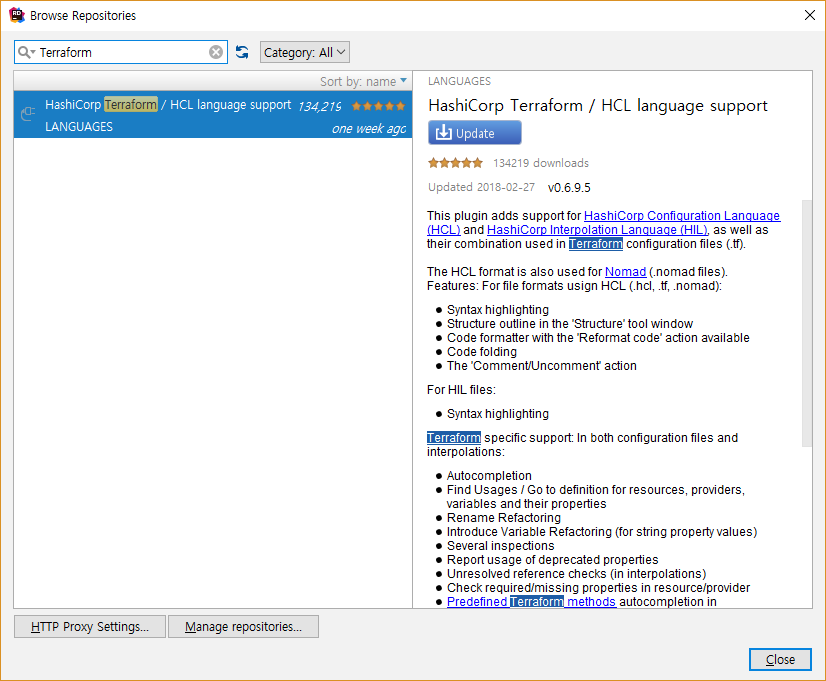 RD Browse Repositories
Terraform
Category: All
Sort by: name
HashiCorp Terraform / HCL language support 134,219
LANGUAGES one week ago
LANGUAGES
HashiCorp Terraform / HCL language support
Update
134219 downloads
Updated 2018-02-27 v0.6.9.5
This plugin adds support for HashiCorp Configuration Language
(HCL) and HashiCorp Interpolation Language (HIL), as well as
their combination used in Terraform configuration files (.tf).
The HCL format is also used for Nomad (.nomad files).
Features: For file formats usign HCL (.hcl, .tf, .nomad):
● Syntax highlighting
● Structure outline in the 'Structure' tool window
● Code formatter with the 'Reformat code' action available
● Code folding
● The 'Comment/Uncomment' action
For HIL files:
● Syntax highlighting
Terraform specific support: In both configuration files and
interpolations:
● Autocompletion
● Find Usages / Go to definition for resources, providers,
variables and their properties
● Rename Refactoring
● Introduce Variable Refactoring (for string property values)
● Several inspections
● Report usage of deprecated properties
● Unresolved reference checks (in interpolations)
● Check required/missing properties in resource/provider
● Predefined Terraform methods autocompletion in
HTTP Proxy Settings... Manage repositories...
Close